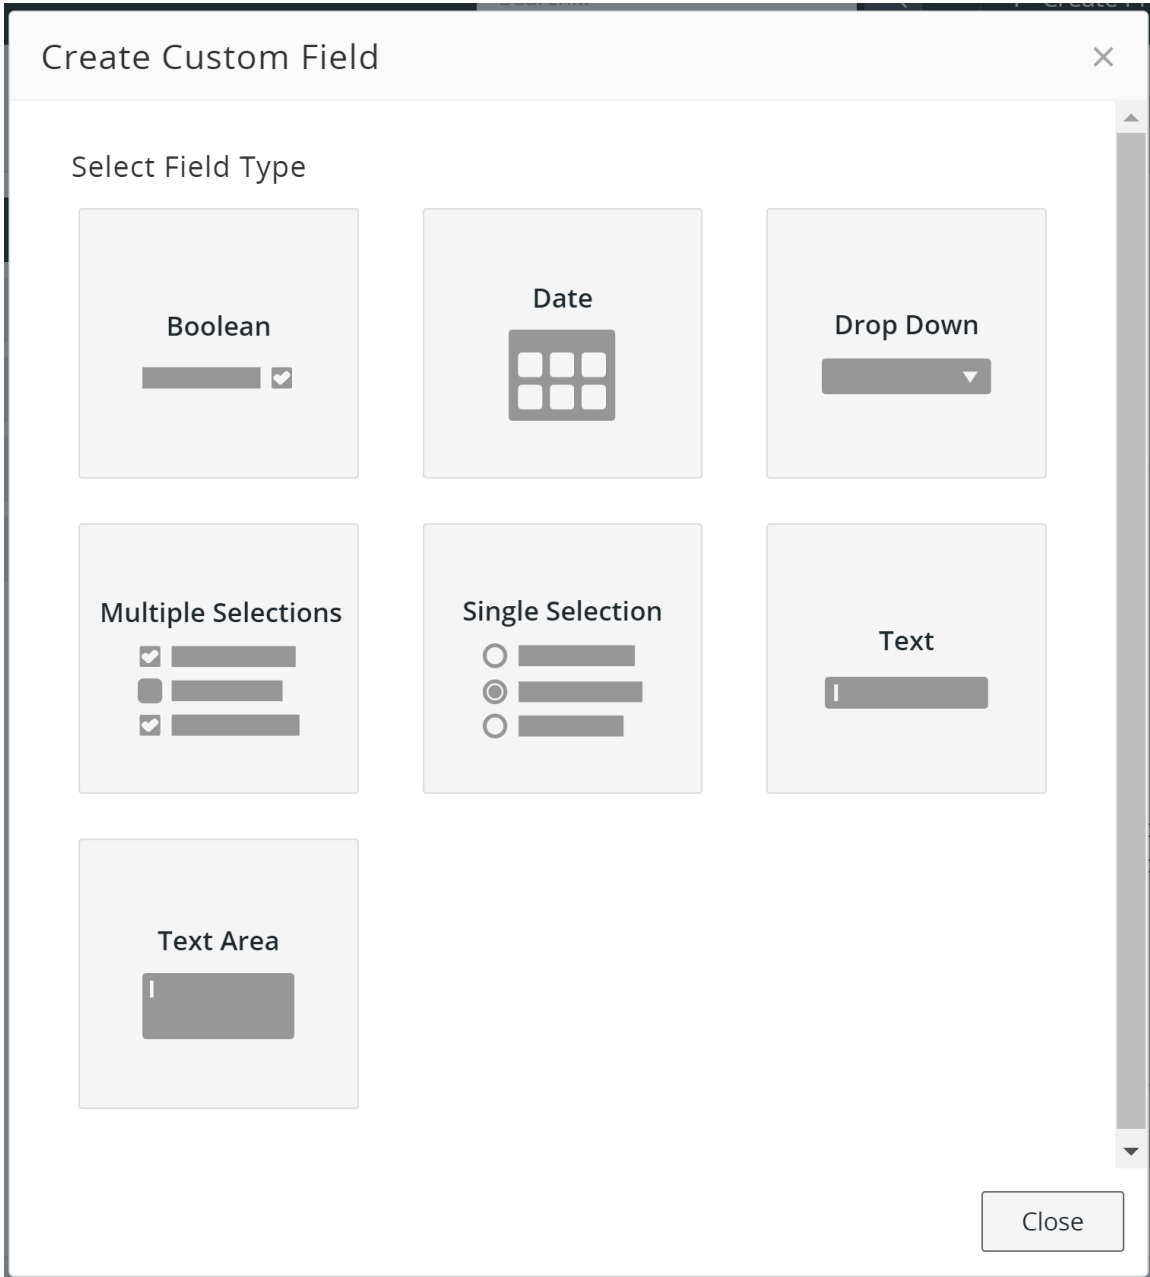 Create Custom Field
Select Field Type
Boolean
Date
Drop Down
Multiple Selections
Single Selection
Text
Text Area
Close